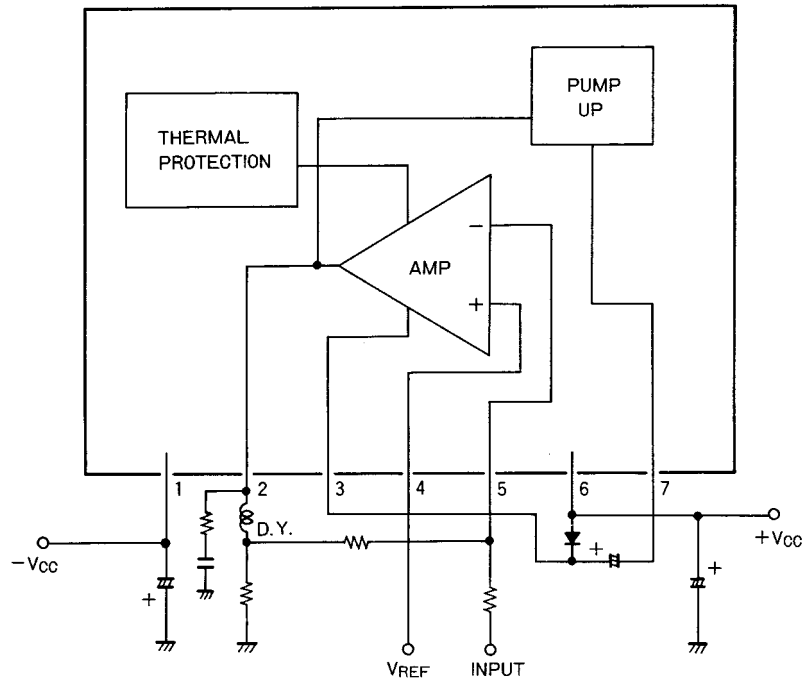 PUMP
UP
THERMAL
PROTECTION
−
AMP
+
1 2 3 4 5 6 7
D.Y.
−VCC
+VCC
+
+
+
VREF INPUT